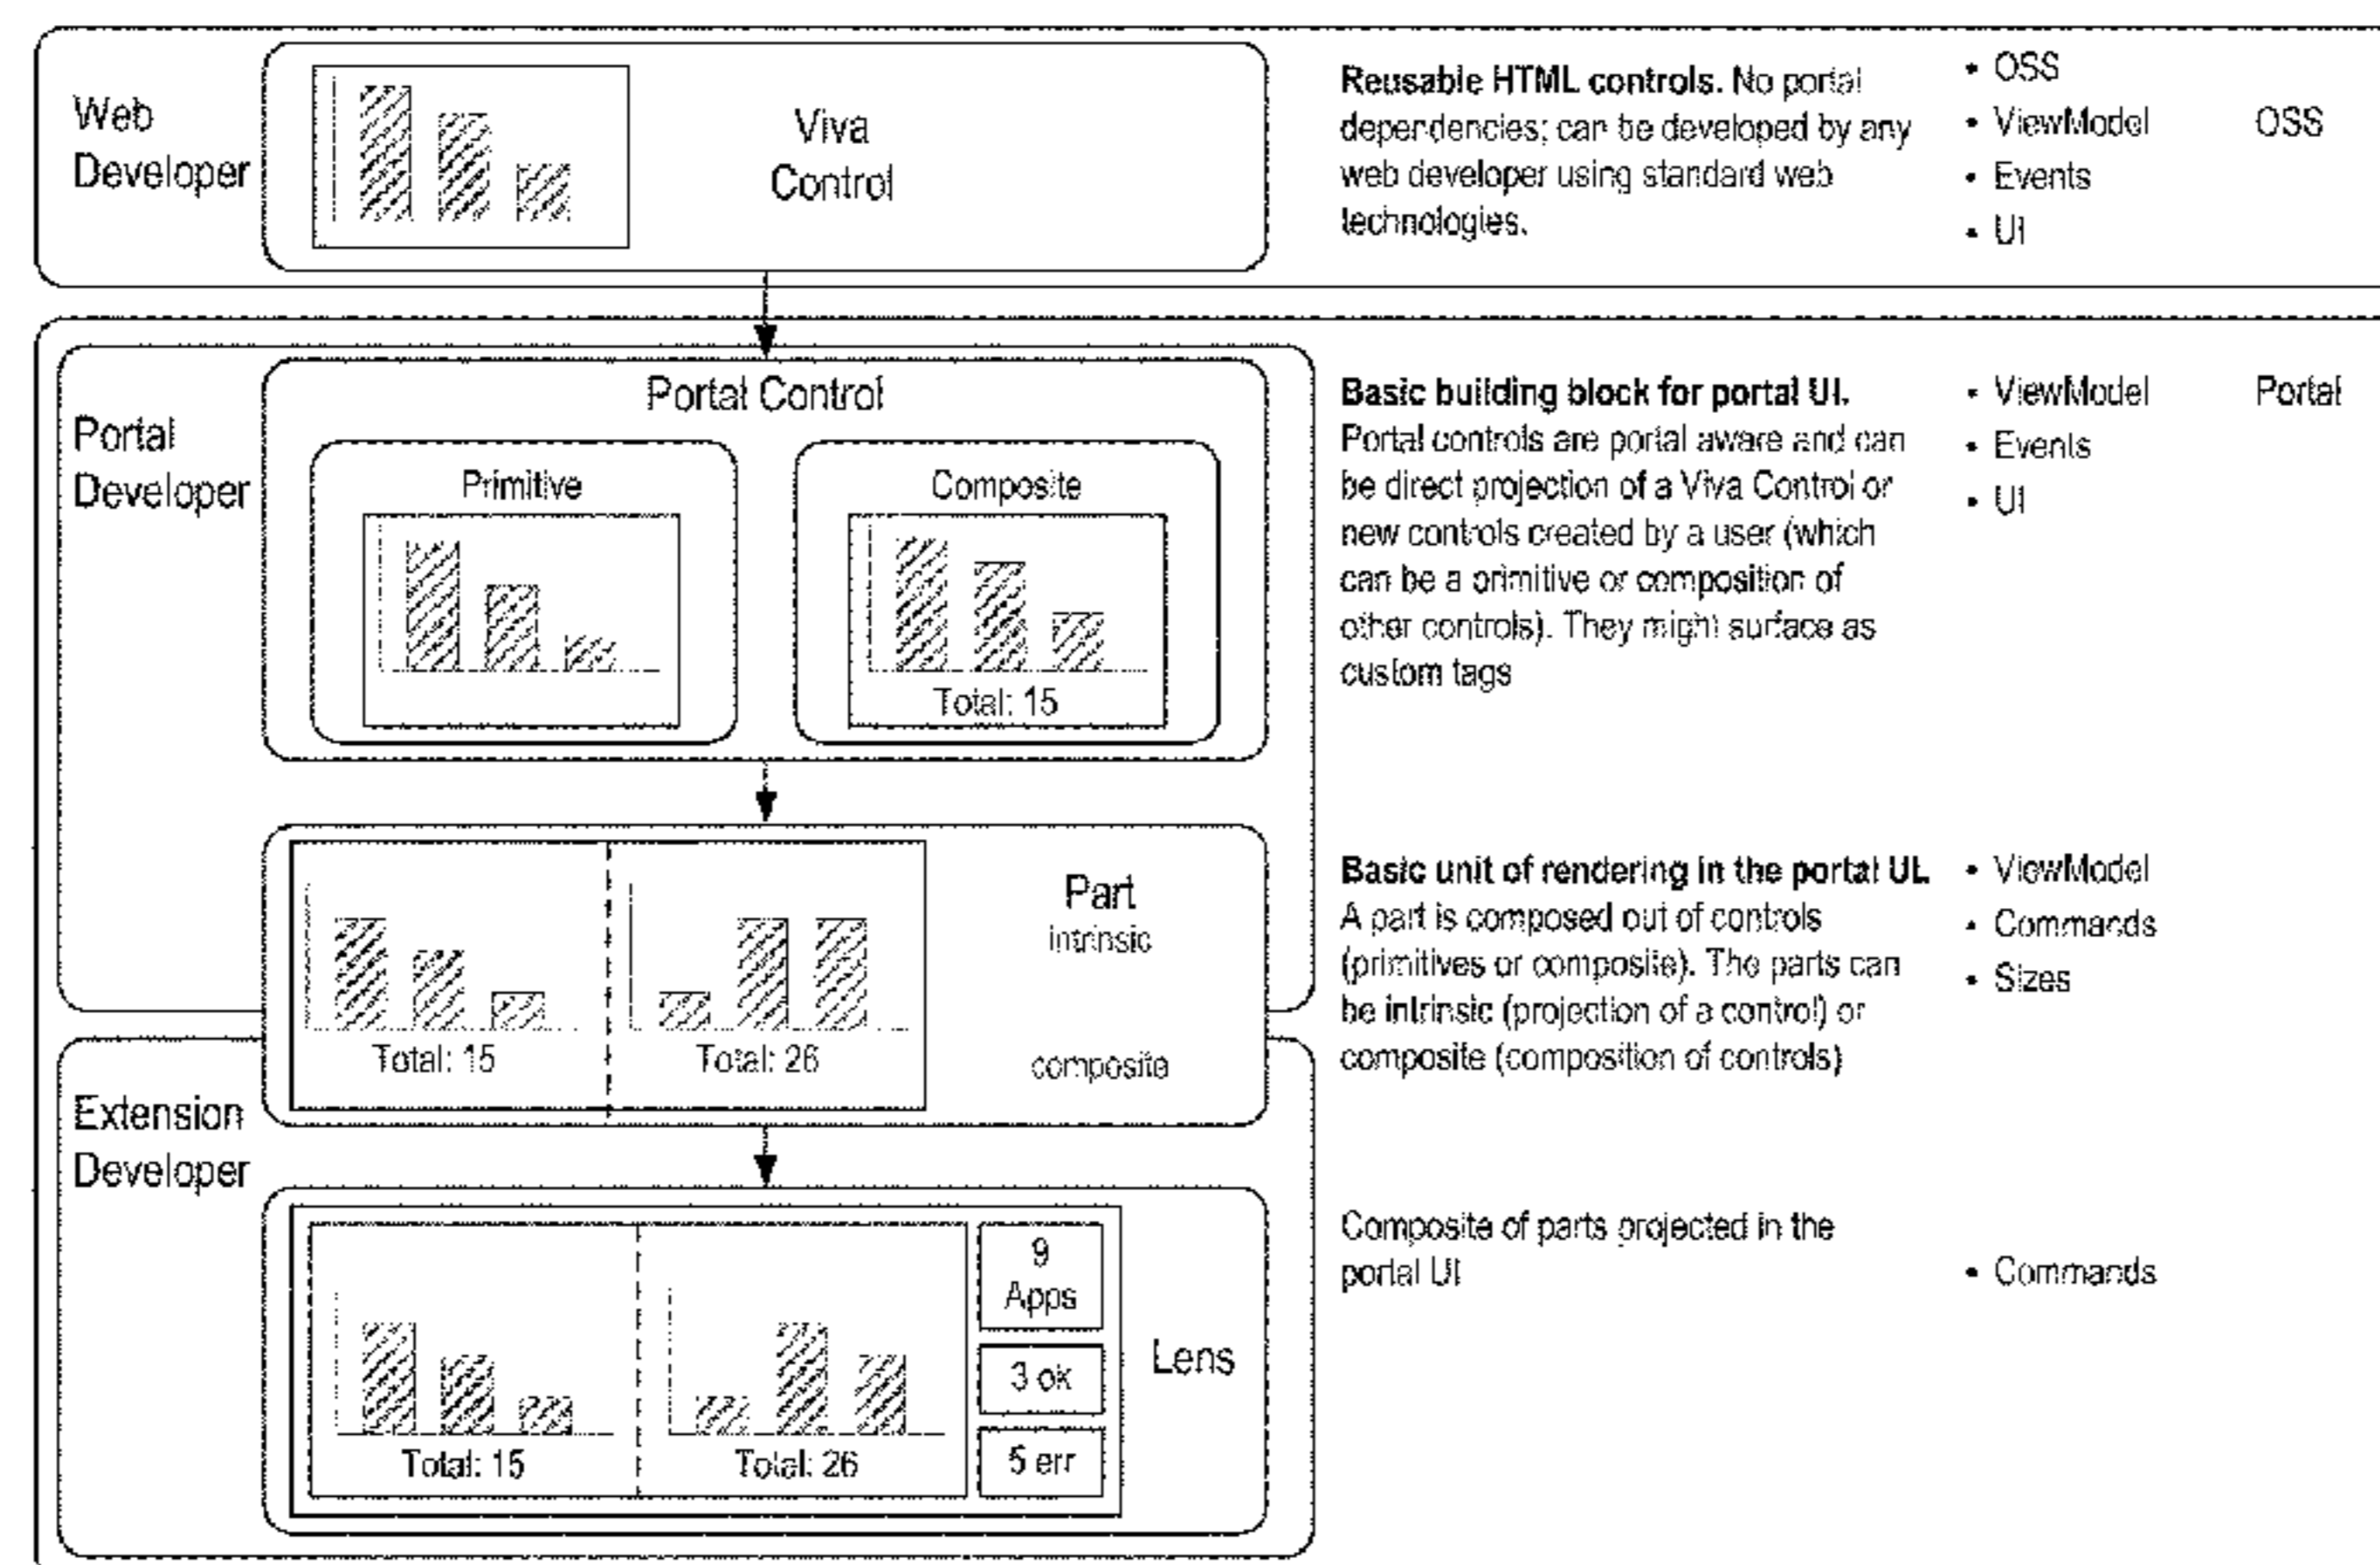 Web
Developer
Viva
Control
Reusable HTML controls. No portal
dependencies; can be developed by any
web developer using standard web
technologies.
• OSS
• ViewModel
• Events
• UI
OSS
Portal
Developer
Portal Control
Primitive
Composite
Total: 15
Basic building block for portal UI.
Portal controls are portal aware and can
be direct projection of a Viva Control or
new controls created by a user (which
can be a primitive or composition of
other controls). They might surface as
custom tags
• ViewModel
• Events
• UI
Portal
Total: 15
Total: 26
Part
intrinsic
composite
Basic unit of rendering in the portal UI.
A part is composed out of controls
(primitives or composite). The parts can
be intrinsic (projection of a control) or
composite (composition of controls)
• ViewModel
• Commands
• Sizes
Extension
Developer
Total: 15
Total: 26
9
Apps
3 ok
5 err
Lens
Composite of parts projected in the
portal UI
• Commands